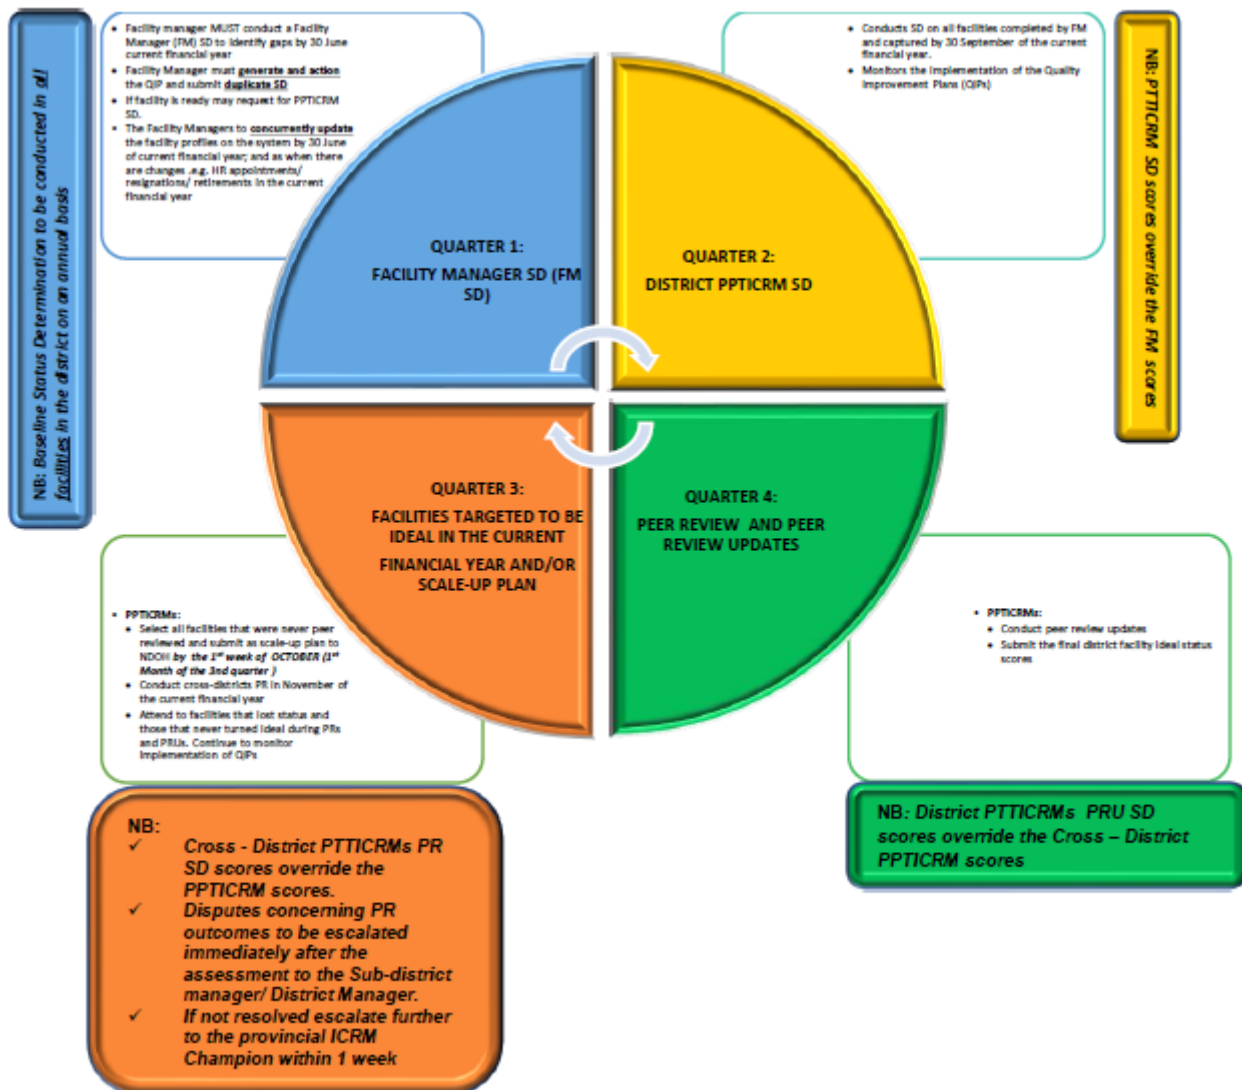 NB: Baseline Status Determination to be conducted in all
facilities in the district on annual basis
• Facility manager MUST conduct a Facility
Manager (FM) SD to identify gaps by 30 June
current financial year
• Facility Manager must generate and action
the QIP and submit duplicate SD
• If facility is ready may request for PPTICRM
SD.
• The Facility Managers to concurrently update
the facility profiles on the system by 30 June
of current financial year; and as when there
are changes .e.g. HR appointments/
resignations/ retirements in the current
financial year
QUARTER 1:
FACILITY MANAGER SD (FM
SD)
• Conducts SD on all facilities completed by FM
and captured by 30 September of the current
financial year.
• Monitors the implementation of the Quality
Improvement Plans (QIPs)
QUARTER 2:
DISTRICT PPTICRM SD
NB: PTTICRM SD scores override the FM scores
QUARTER 3:
FACILITIES TARGETED TO BE
IDEAL IN THE CURRENT
FINANCIAL YEAR AND/OR
SCALE-UP PLAN
• PPTICRMs:
• Select all facilities that were never peer
reviewed and submit as scale-up plan to
NDOH by the 1st week of OCTOBER (1st
Month of the 3nd quarter )
• Conduct cross-districts PR in November of
the current financial year
• Attend to facilities that lost status and
those that never turned ideal during PRs
and PRUs. Continue to monitor
implementation of QIPs
NB:
✓ Cross - District PTTICRMs PR
SD scores override the
PPTICRM scores.
✓ Disputes concerning PR
outcomes to be escalated
immediately after the
assessment to the Sub-district
manager/ District Manager.
✓ If not resolved escalate further
to the provincial ICRM
Champion within 1 week
QUARTER 4:
PEER REVIEW AND PEER
REVIEW UPDATES
• PPTICRMs:
• Conduct peer review updates
• Submit the final district facility ideal status
scores
NB: District PTTICRMs PRU SD
scores override the Cross – District
PPTICRM scores